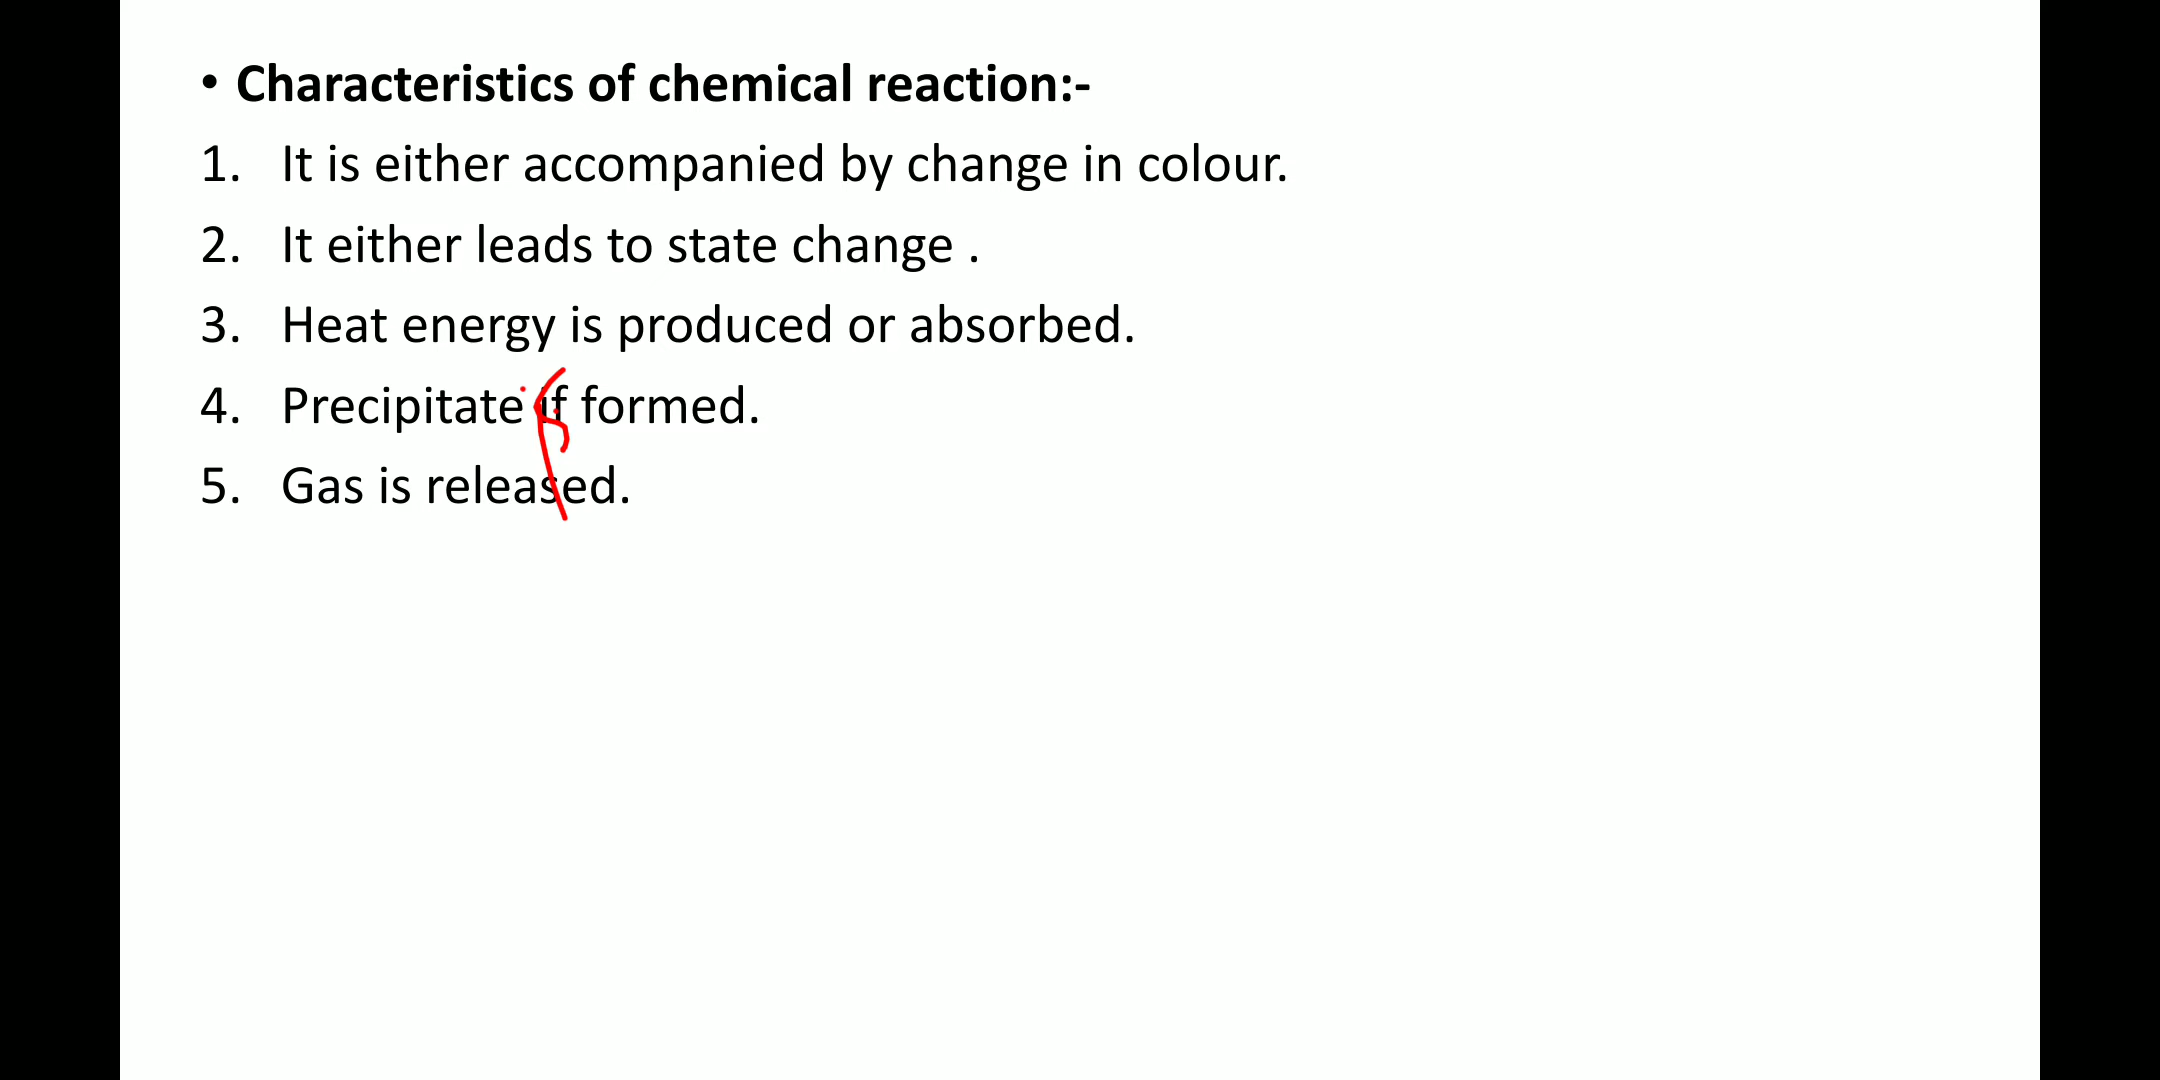 • Characteristics of chemical reaction:-
1. It is either accompanied by change in colour.
2. It either leads to state change .
3. Heat energy is produced or absorbed.
4. Precipitate if formed.
5. Gas is released.